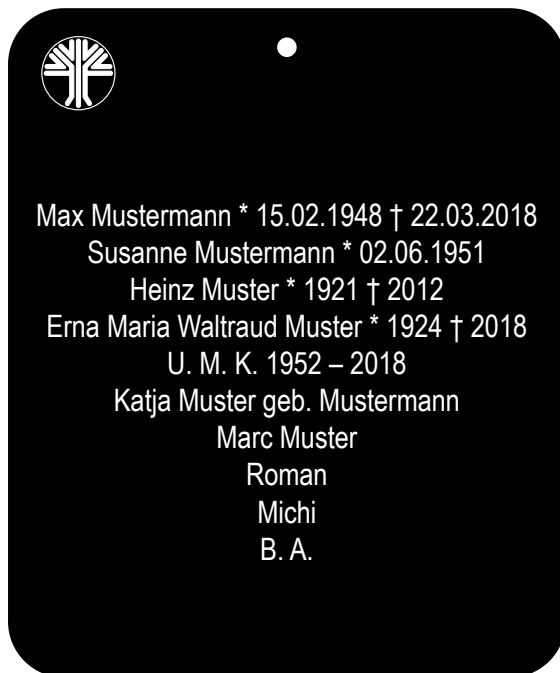 Max Mustermann * 15.02.1948 † 22.03.2018
Susanne Mustermann * 02.06.1951
Heinz Muster * 1921 † 2012
Erna Maria Waltraud Muster * 1924 † 2018
U. M. K. 1952 – 2018
Katja Muster geb. Mustermann
Marc Muster
Roman
Michi
B. A.